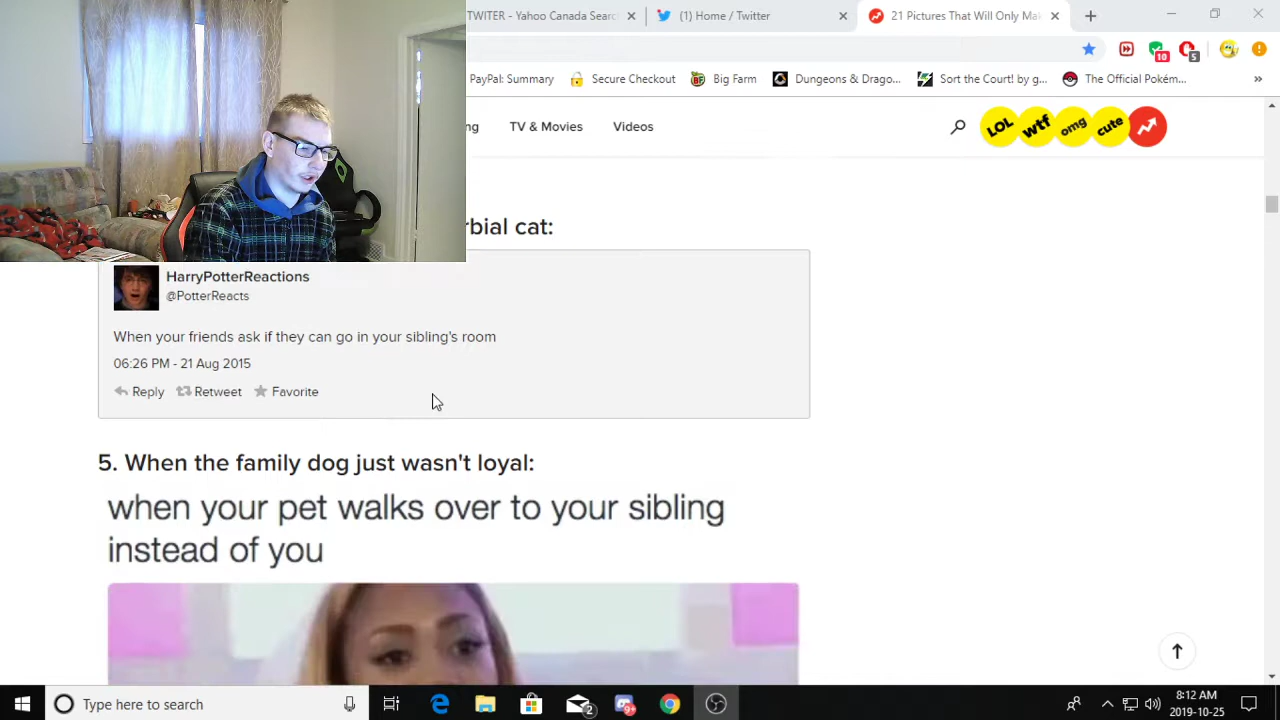 TWITER - Yahoo Canada Searc
(1) Home / Twitter
21 Pictures That Will Only Ma
10
5
PayPal: Summary
Secure Checkout
Big Farm
Dungeons & Drago...
Sort the Court! by g...
The Official Pokém...
»
ng
TV & Movies
Videos
LOL
wtf
omg
cute
rbial cat:
HarryPotterReactions
@PotterReacts
When your friends ask if they can go in your sibling's room
06:26 PM - 21 Aug 2015
Reply
Retweet
Favorite
5. When the family dog just wasn't loyal:
when your pet walks over to your sibling
instead of you
Type here to search
2
8:12 AM
2019-10-25